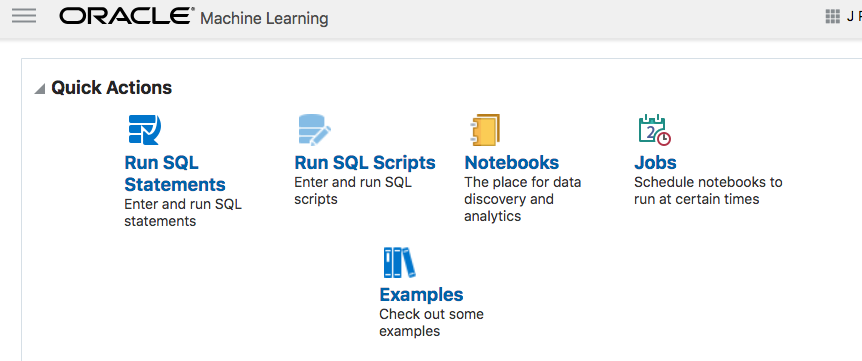 ORACLE® Machine Learning
J
Quick Actions
Run SQL
Statements
Enter and run SQL
statements
Run SQL Scripts
Enter and run SQL
scripts
Notebooks
The place for data
discovery and
analytics
2
Jobs
Schedule notebooks to
run at certain times
Examples
Check out some
examples